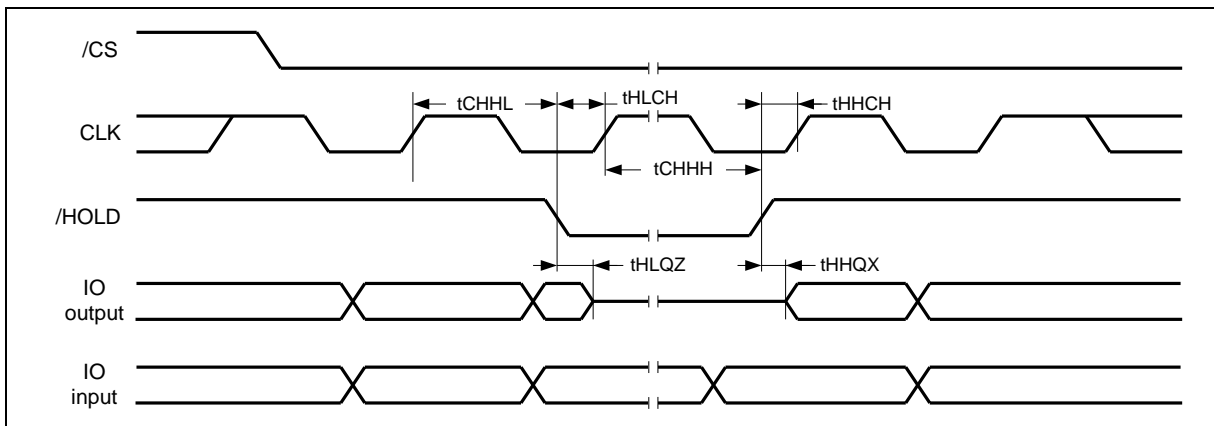 /CS
tCHHL
tHLCH
tHHCH
CLK
tCHHH
/HOLD
tHLQZ
tHHQX
IO
output
IO
input